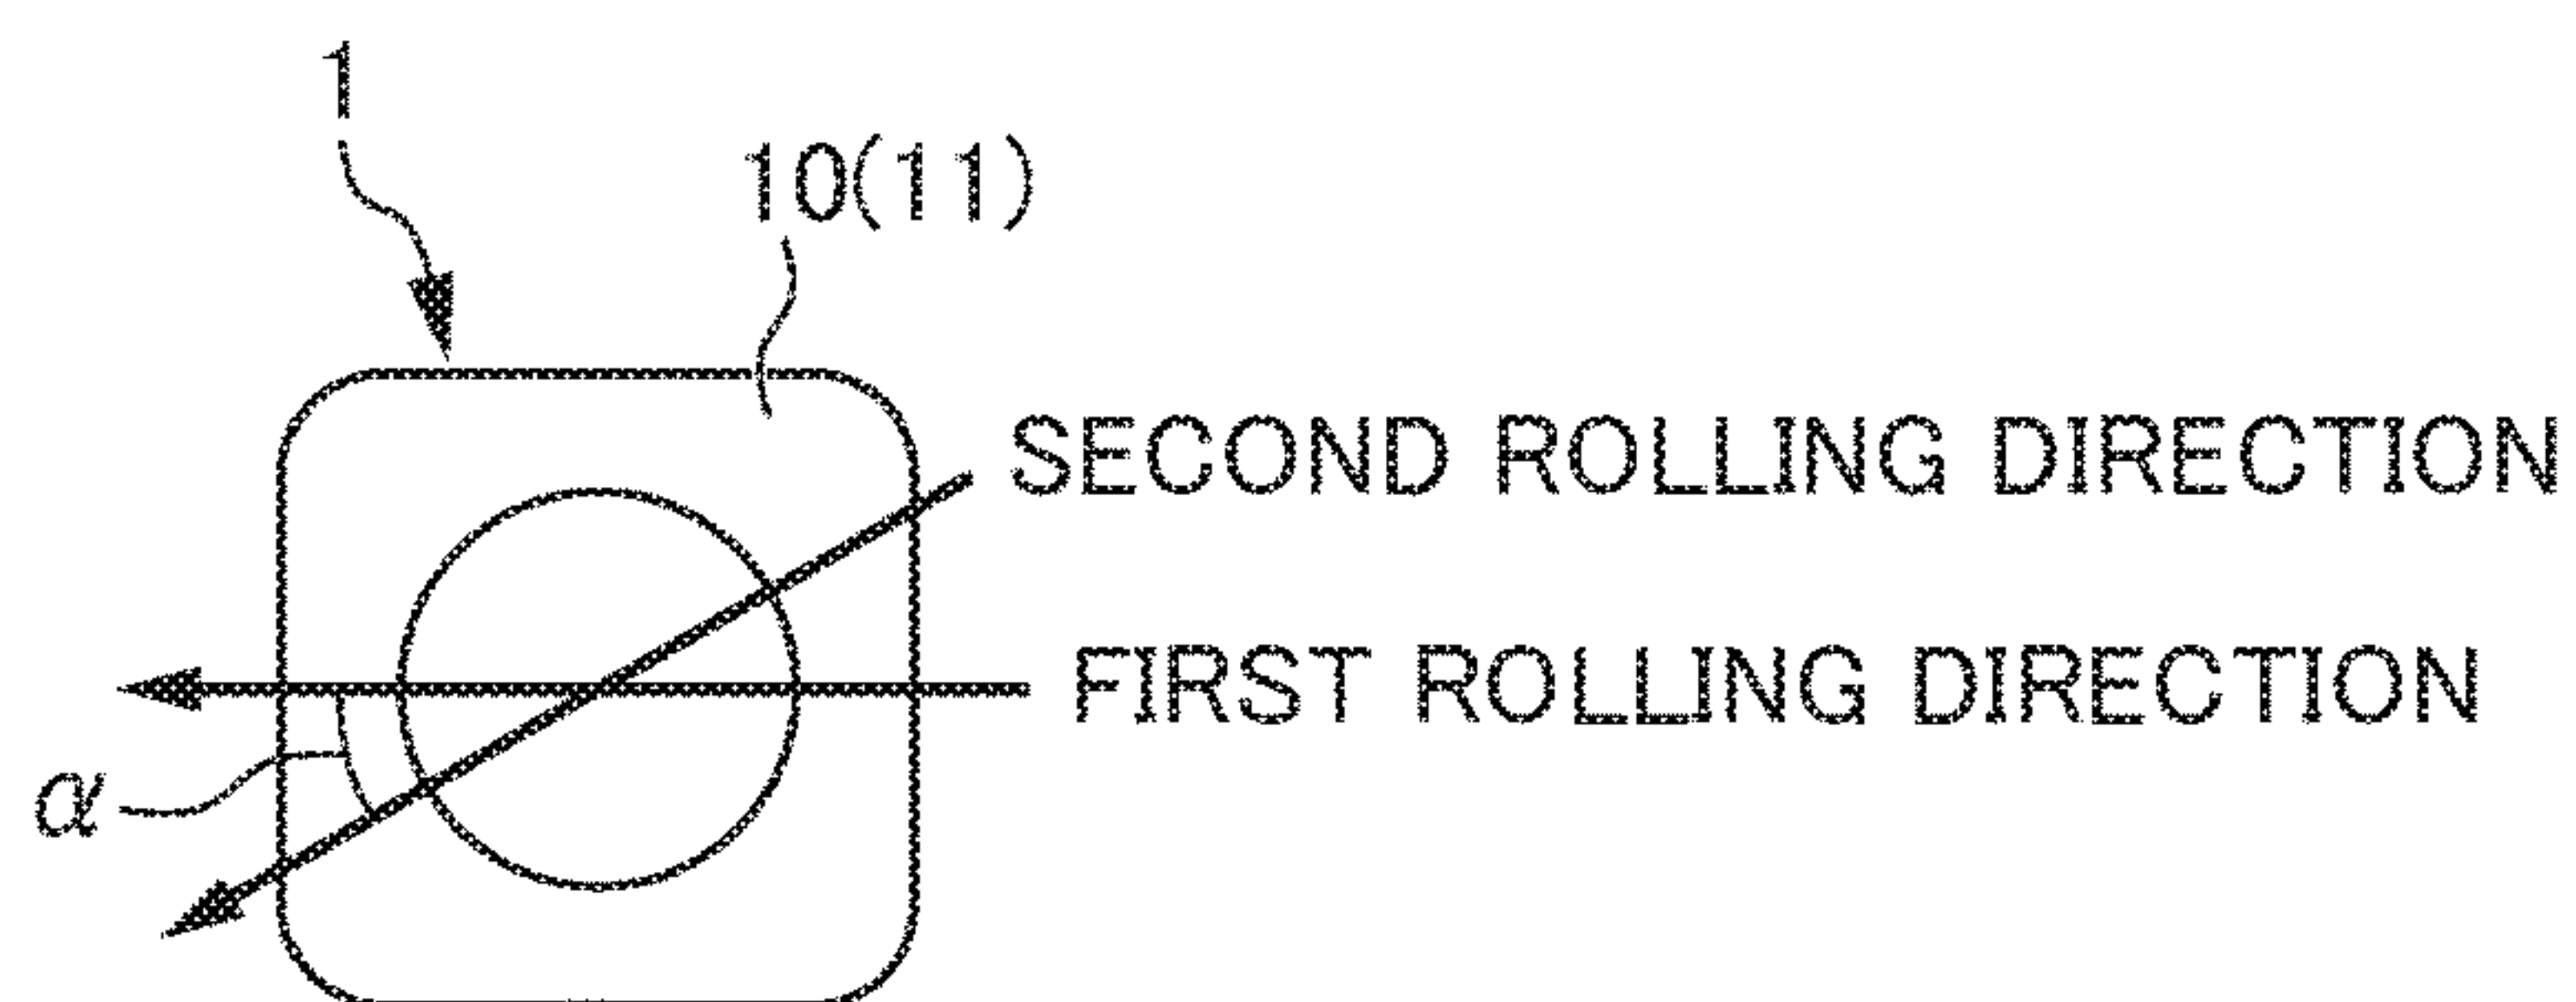 1
10(11)
SECOND ROLLING DIRECTION
FIRST ROLLING DIRECTION
α